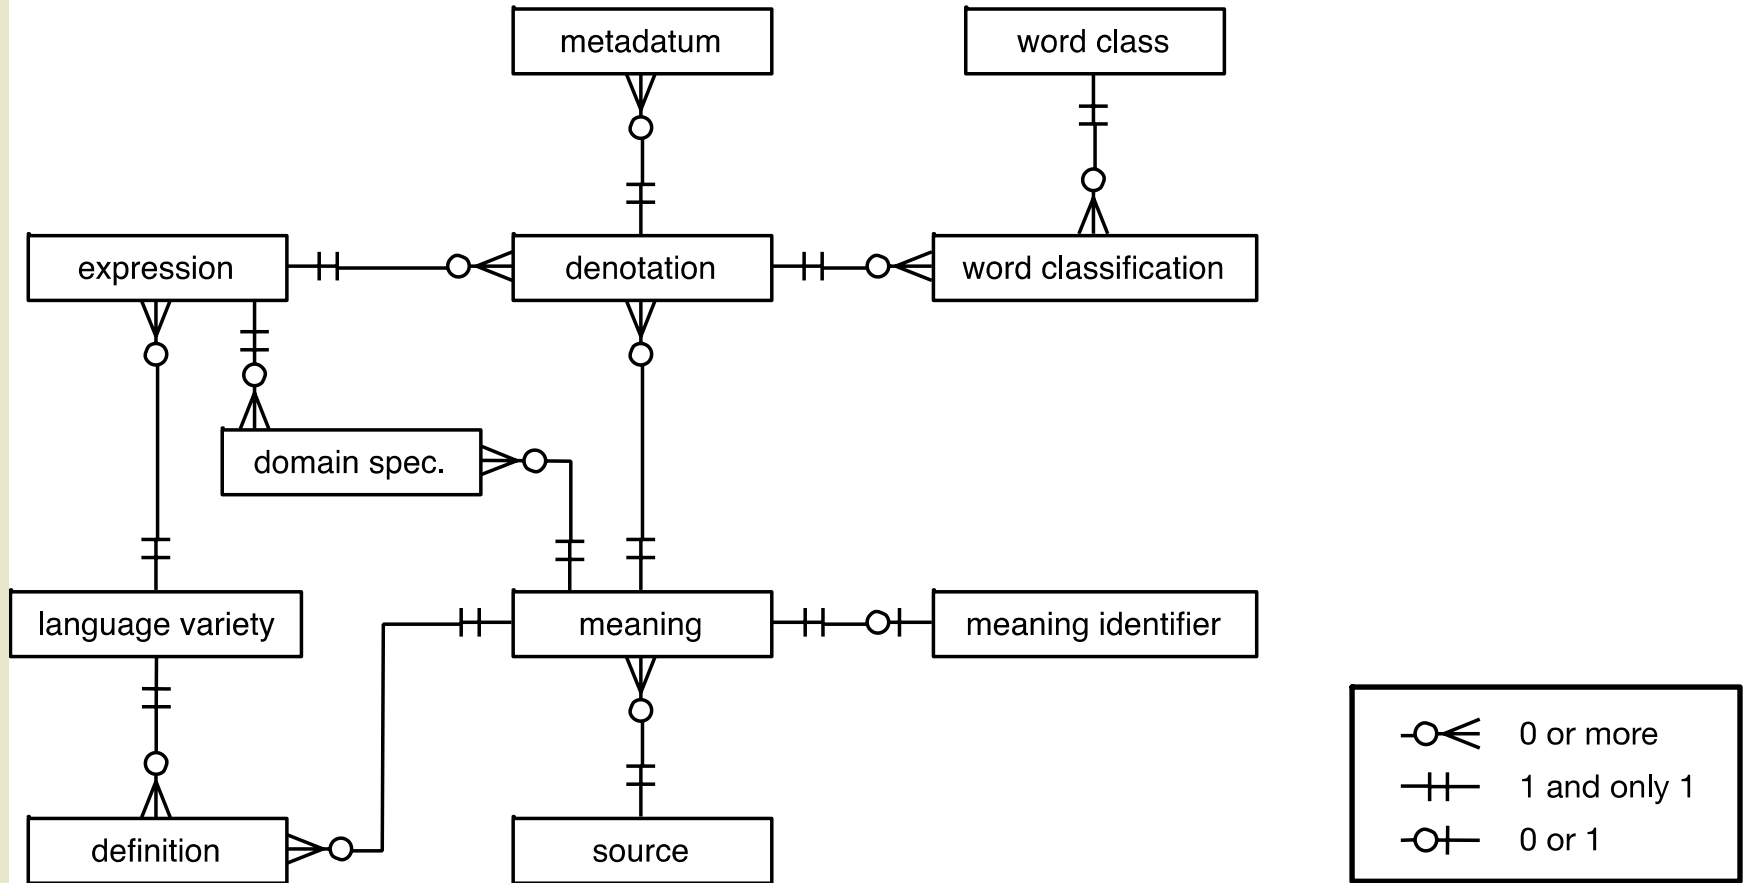 metadatum
word class
expression
denotation
word classification
domain spec.
language variety
meaning
meaning identifier
definition
source
0 or more
1 and only 1
0 or 1